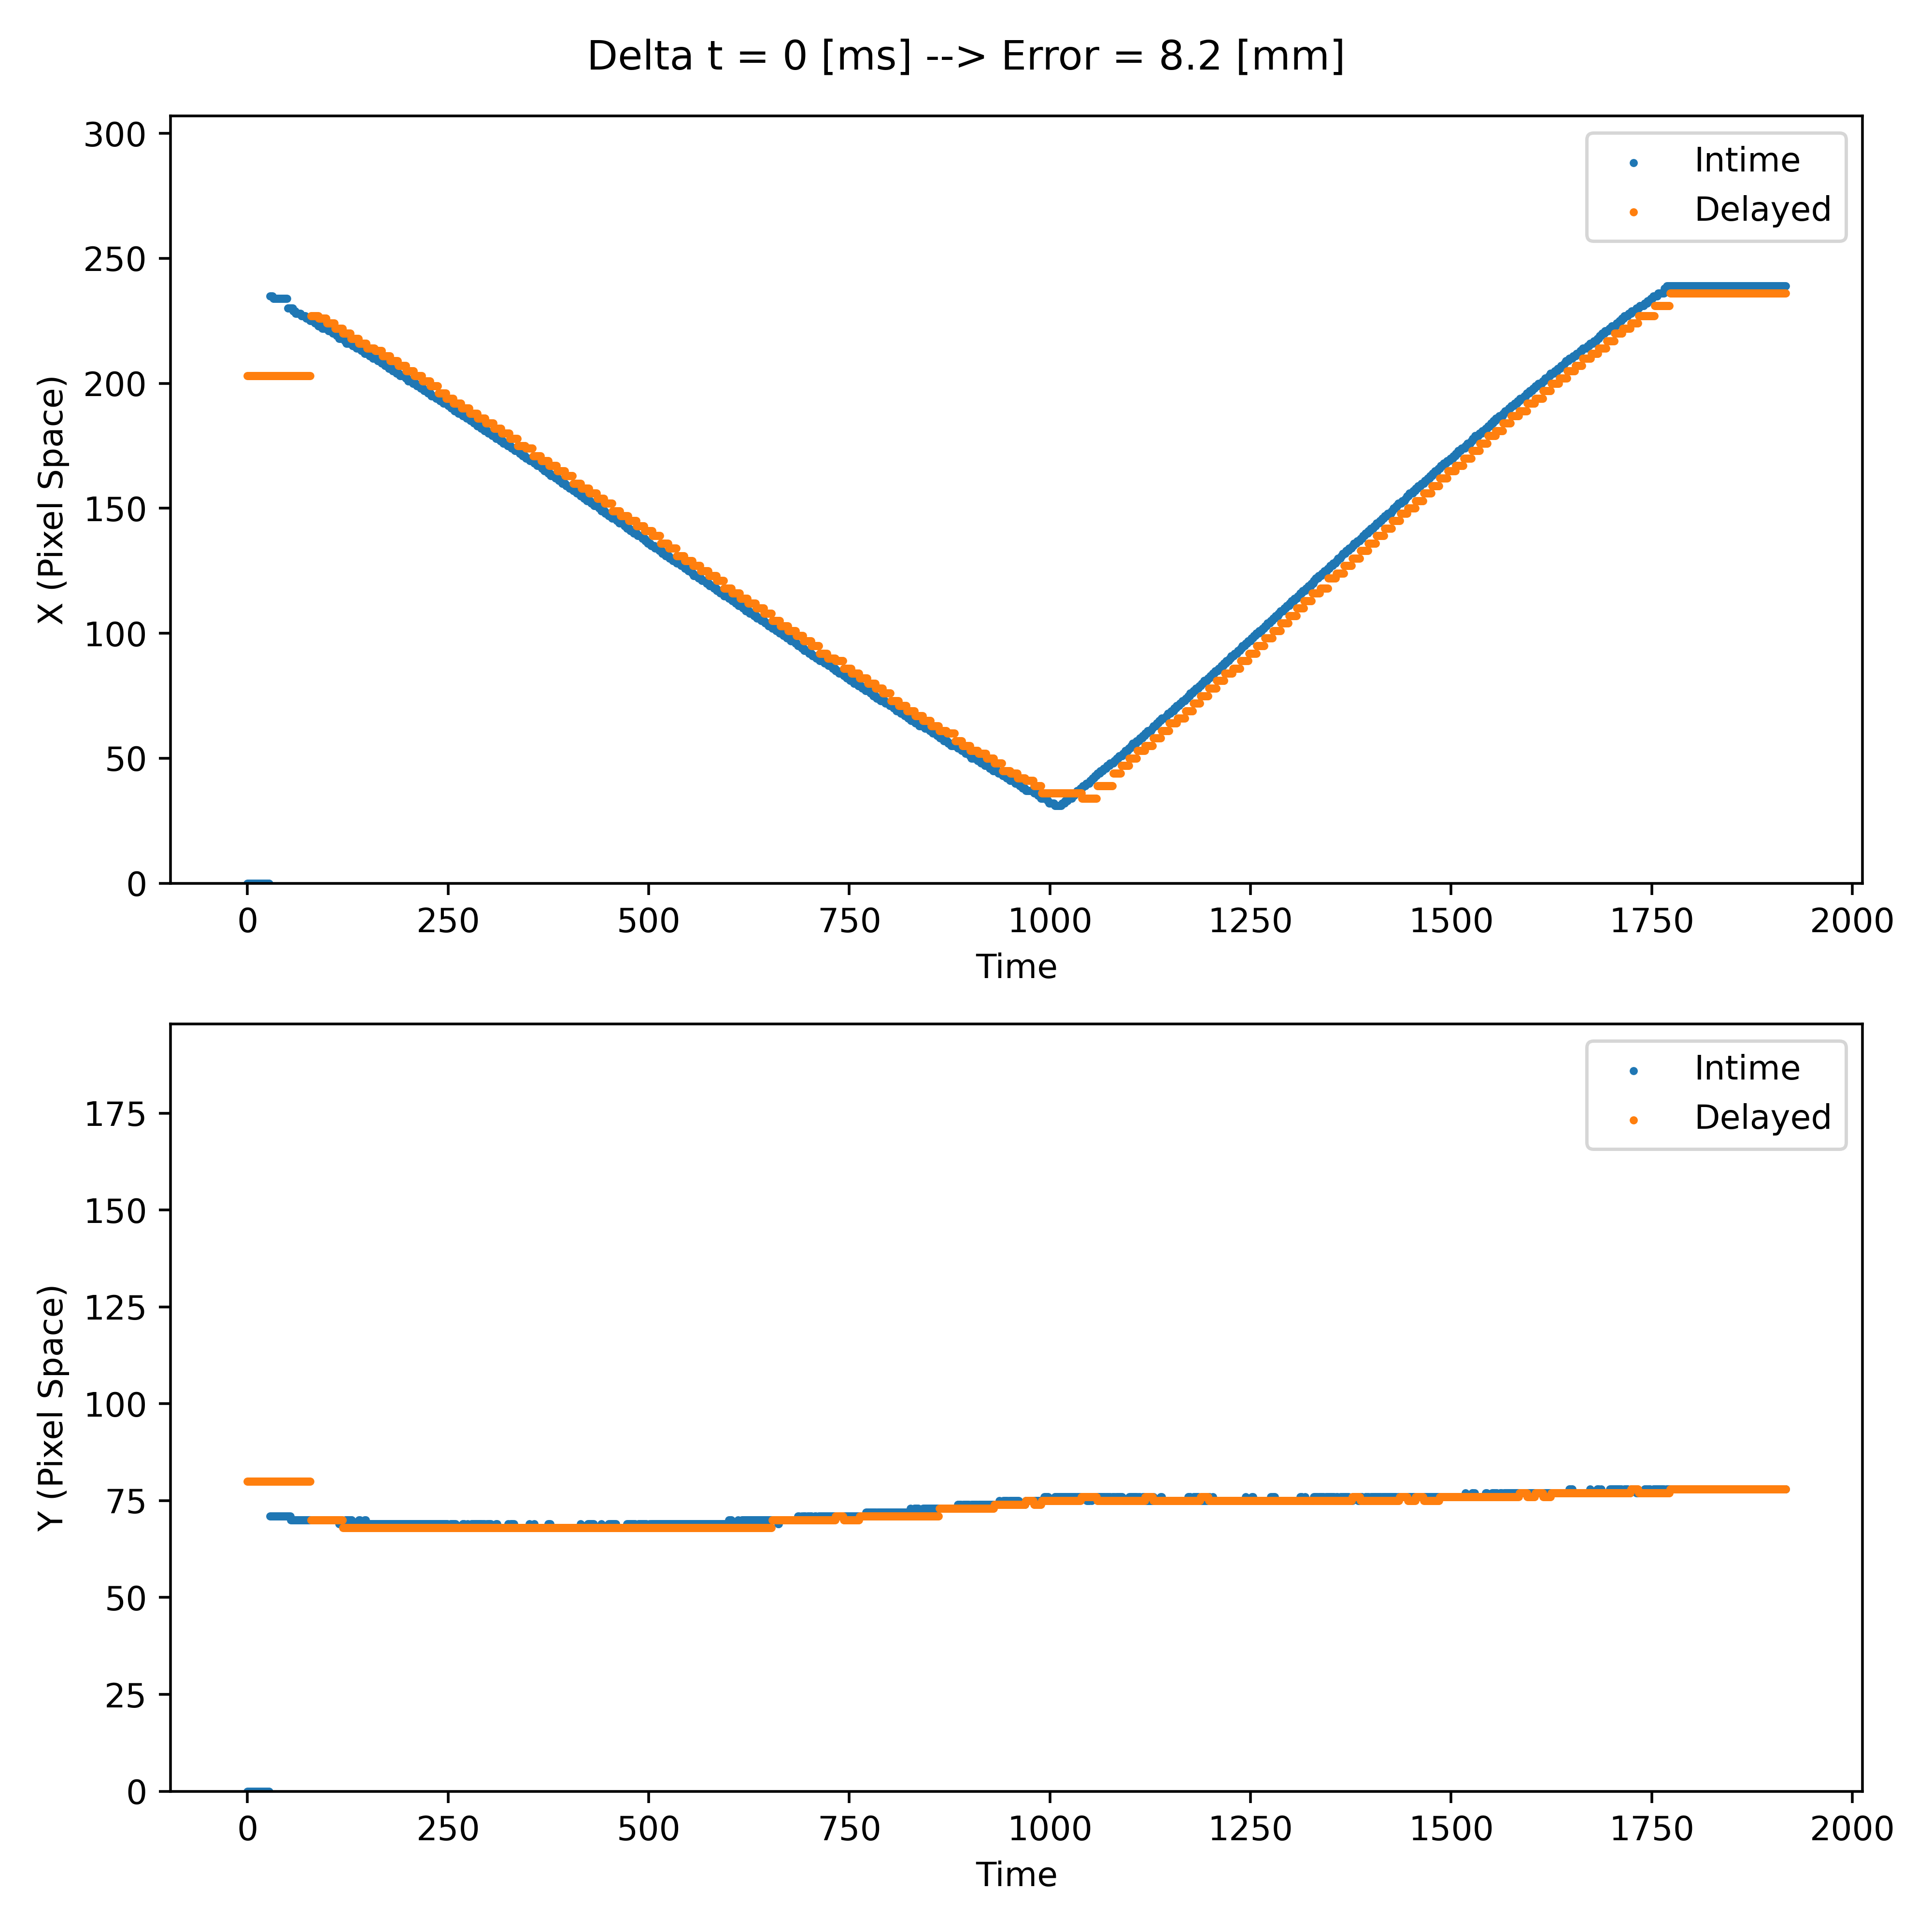 Delta t = 0 [ms] --> Error = 8.2 [mm]
300
250
200
150
100
50
0
X (Pixel Space)
Intime
Delayed
0 250 500 750 1000 1250 1500 1750 2000
Time
175
150
125
100
75
50
25
0
Y (Pixel Space)
Intime
Delayed
0 250 500 750 1000 1250 1500 1750 2000
Time